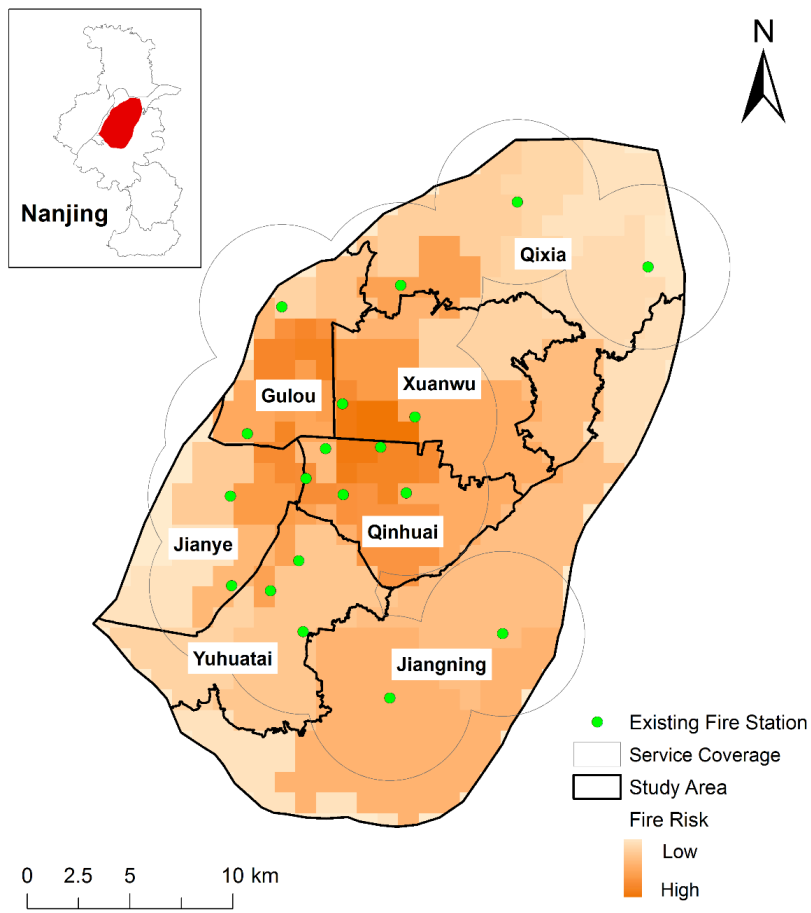 Nanjing
N
Qixia
Gulou
Xuanwu
Jianye
Qinhuai
Yuhuatai
Jiangning
Existing Fire Station
Service Coverage
Study Area
Fire Risk
Low
High
0 2.5 5 10 km